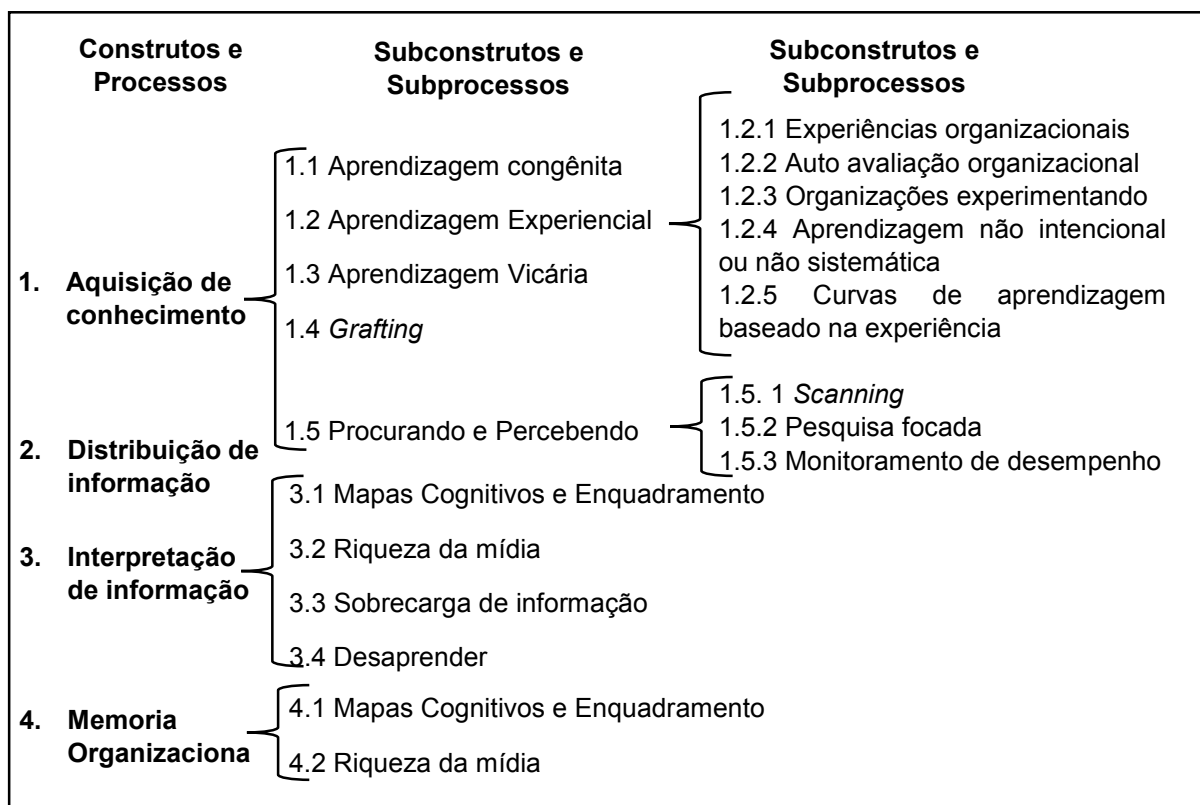 Construtos e
Processos
Subconstrutos e
Subprocessos
Subconstrutos e
Subprocessos
1. Aquisição de
conhecimento
1.1 Aprendizagem congênita
1.2 Aprendizagem Experiencial
1.3 Aprendizagem Vicária
1.4 Grafting
1.5 Procurando e Percebendo
1.2.1 Experiências organizacionais
1.2.2 Auto avaliação organizacional
1.2.3 Organizações experimentando
1.2.4 Aprendizagem não intencional
ou não sistemática
1.2.5 Curvas de aprendizagem
baseado na experiência
1.5. 1 Scanning
1.5.2 Pesquisa focada
1.5.3 Monitoramento de desempenho
2. Distribuição de
informação
3. Interpretação
de informação
3.1 Mapas Cognitivos e Enquadramento
3.2 Riqueza da mídia
3.3 Sobrecarga de informação
3.4 Desaprender
4. Memoria
Organizaciona
4.1 Mapas Cognitivos e Enquadramento
4.2 Riqueza da mídia